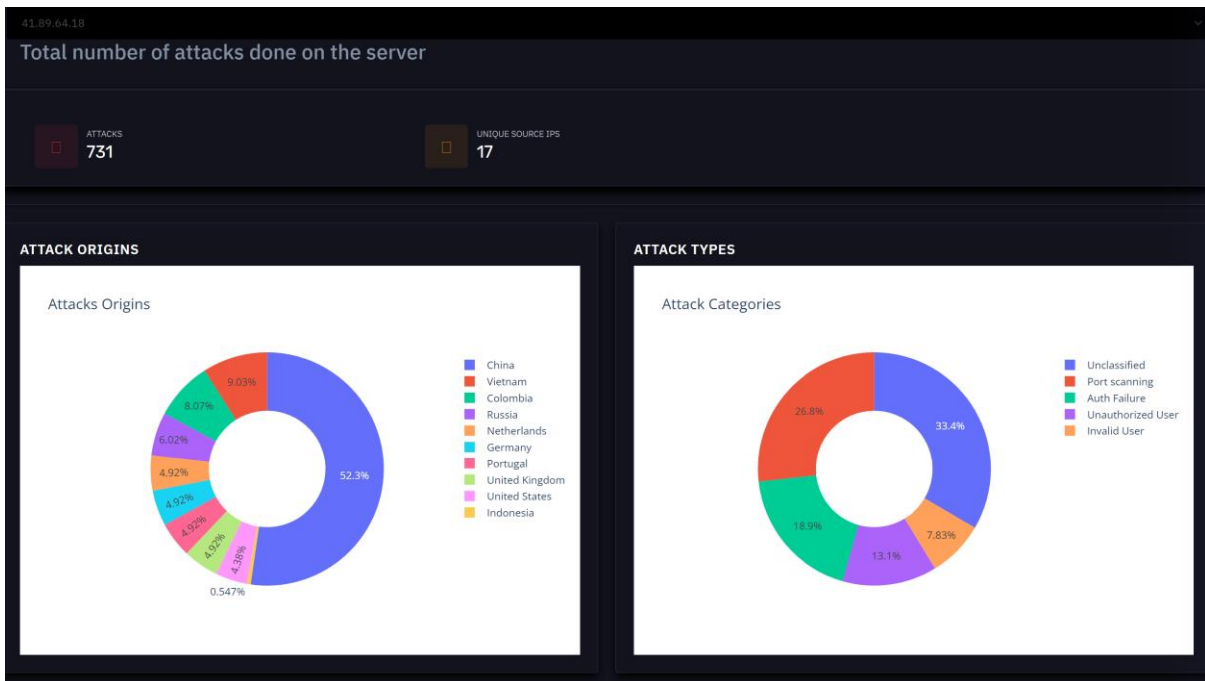 41.89.64.18
Total number of attacks done on the server
ATTACKS
731
UNIQUE SOURCE IPS
17
ATTACK ORIGINS
Attacks Origins
9.03%
8.07%
6.02%
4.92%
4.92%
4.92%
4.92%
4.38%
0.547%
52.3%
China
Vietnam
Colombia
Russia
Netherlands
Germany
Portugal
United Kingdom
United States
Indonesia
ATTACK TYPES
Attack Categories
26.8%
33.4%
18.9%
13.1%
7.83%
Unclassified
Port scanning
Auth Failure
Unauthorized User
Invalid User